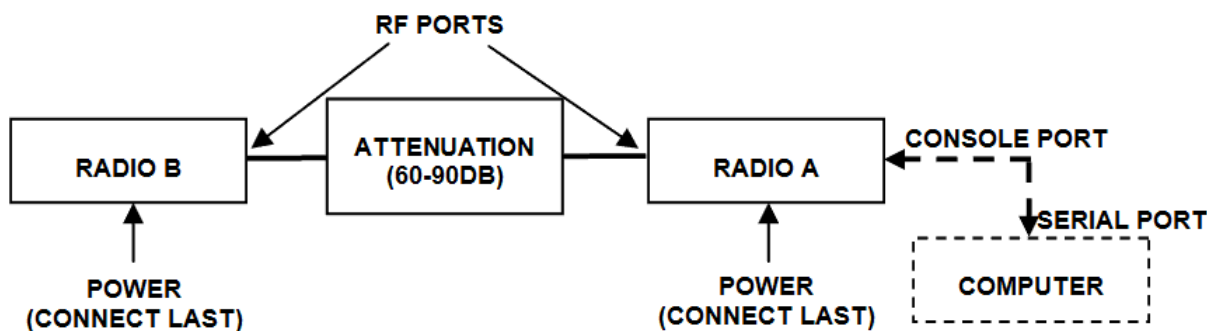 RF PORTS
RADIO B
ATTENUATION
(60-90DB)
RADIO A
CONSOLE PORT
SERIAL PORT
COMPUTER
POWER
(CONNECT LAST)
POWER
(CONNECT LAST)